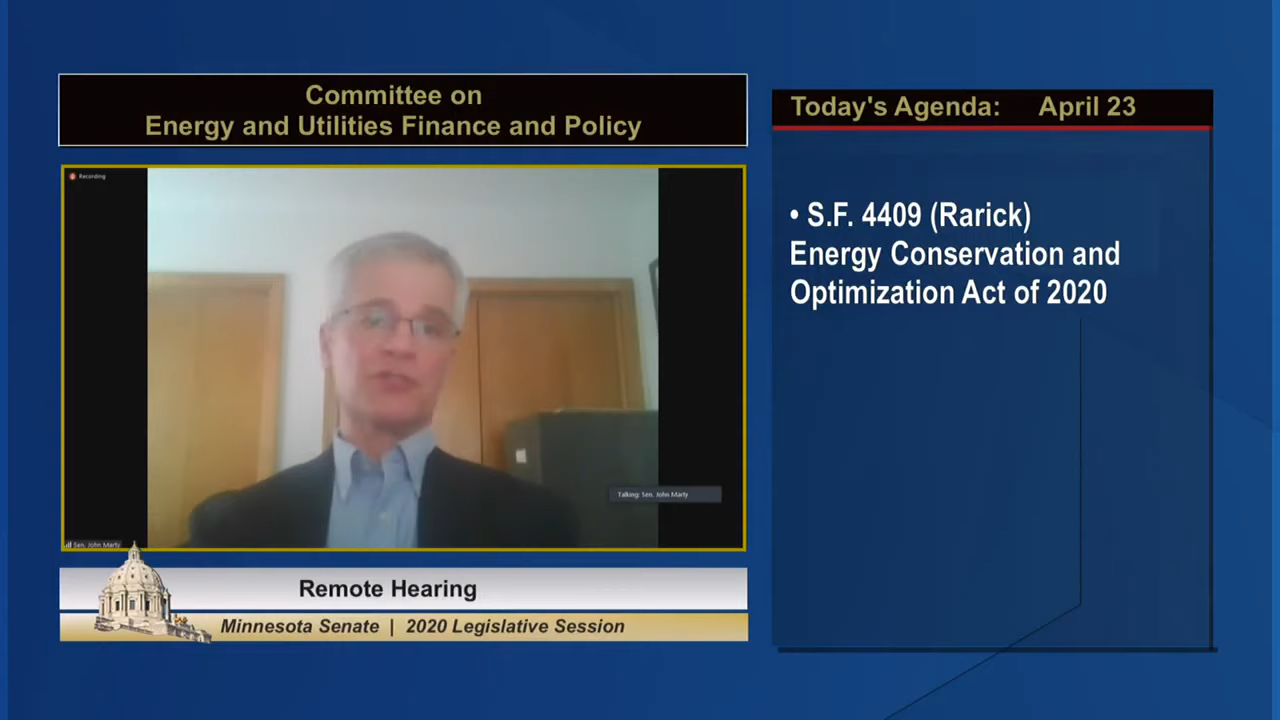 Committee on
Energy and Utilities Finance and Policy
Today's Agenda: April 23
Recording
• S.F. 4409 (Rarick)
Energy Conservation and
Optimization Act of 2020
Talking: Sen. John Marty
Sen. John Marty
Remote Hearing
Minnesota Senate | 2020 Legislative Session